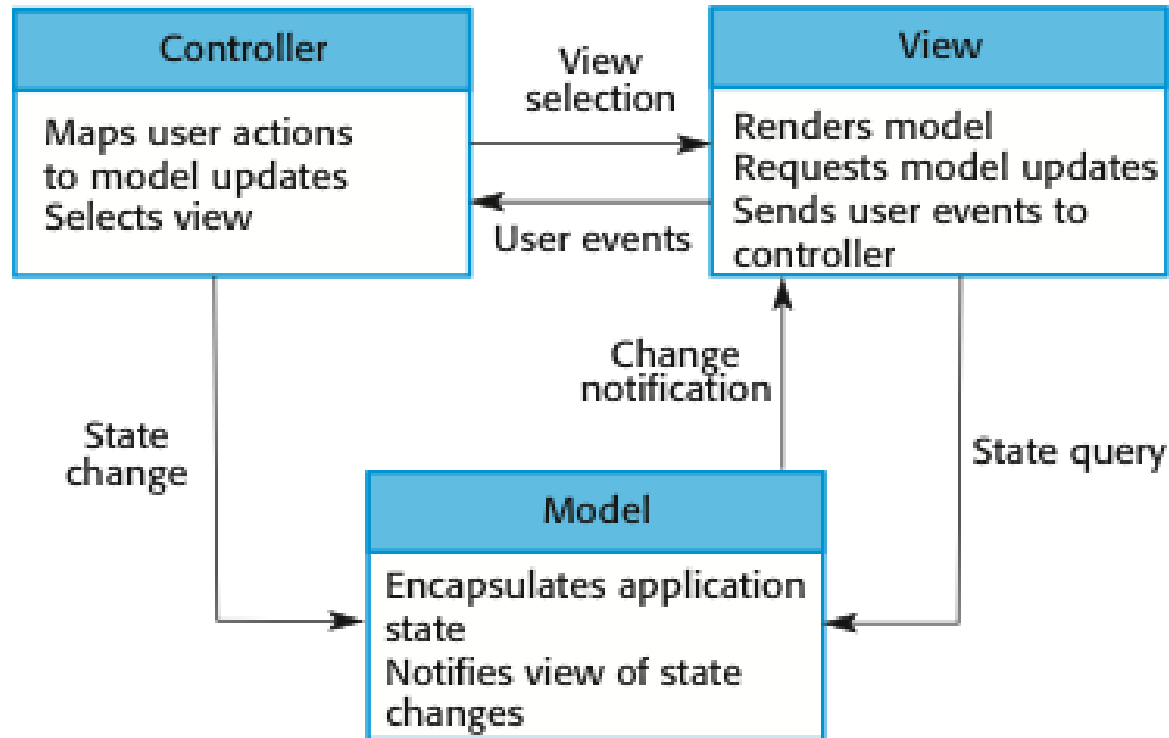 Controller
Maps user actions
to model updates
Selects view
View
selection
User events
View
Renders model
Requests model updates
Sends user events to
controller
State
change
Change
notification
State query
Model
Encapsulates application
state
Notifies view of state
changes